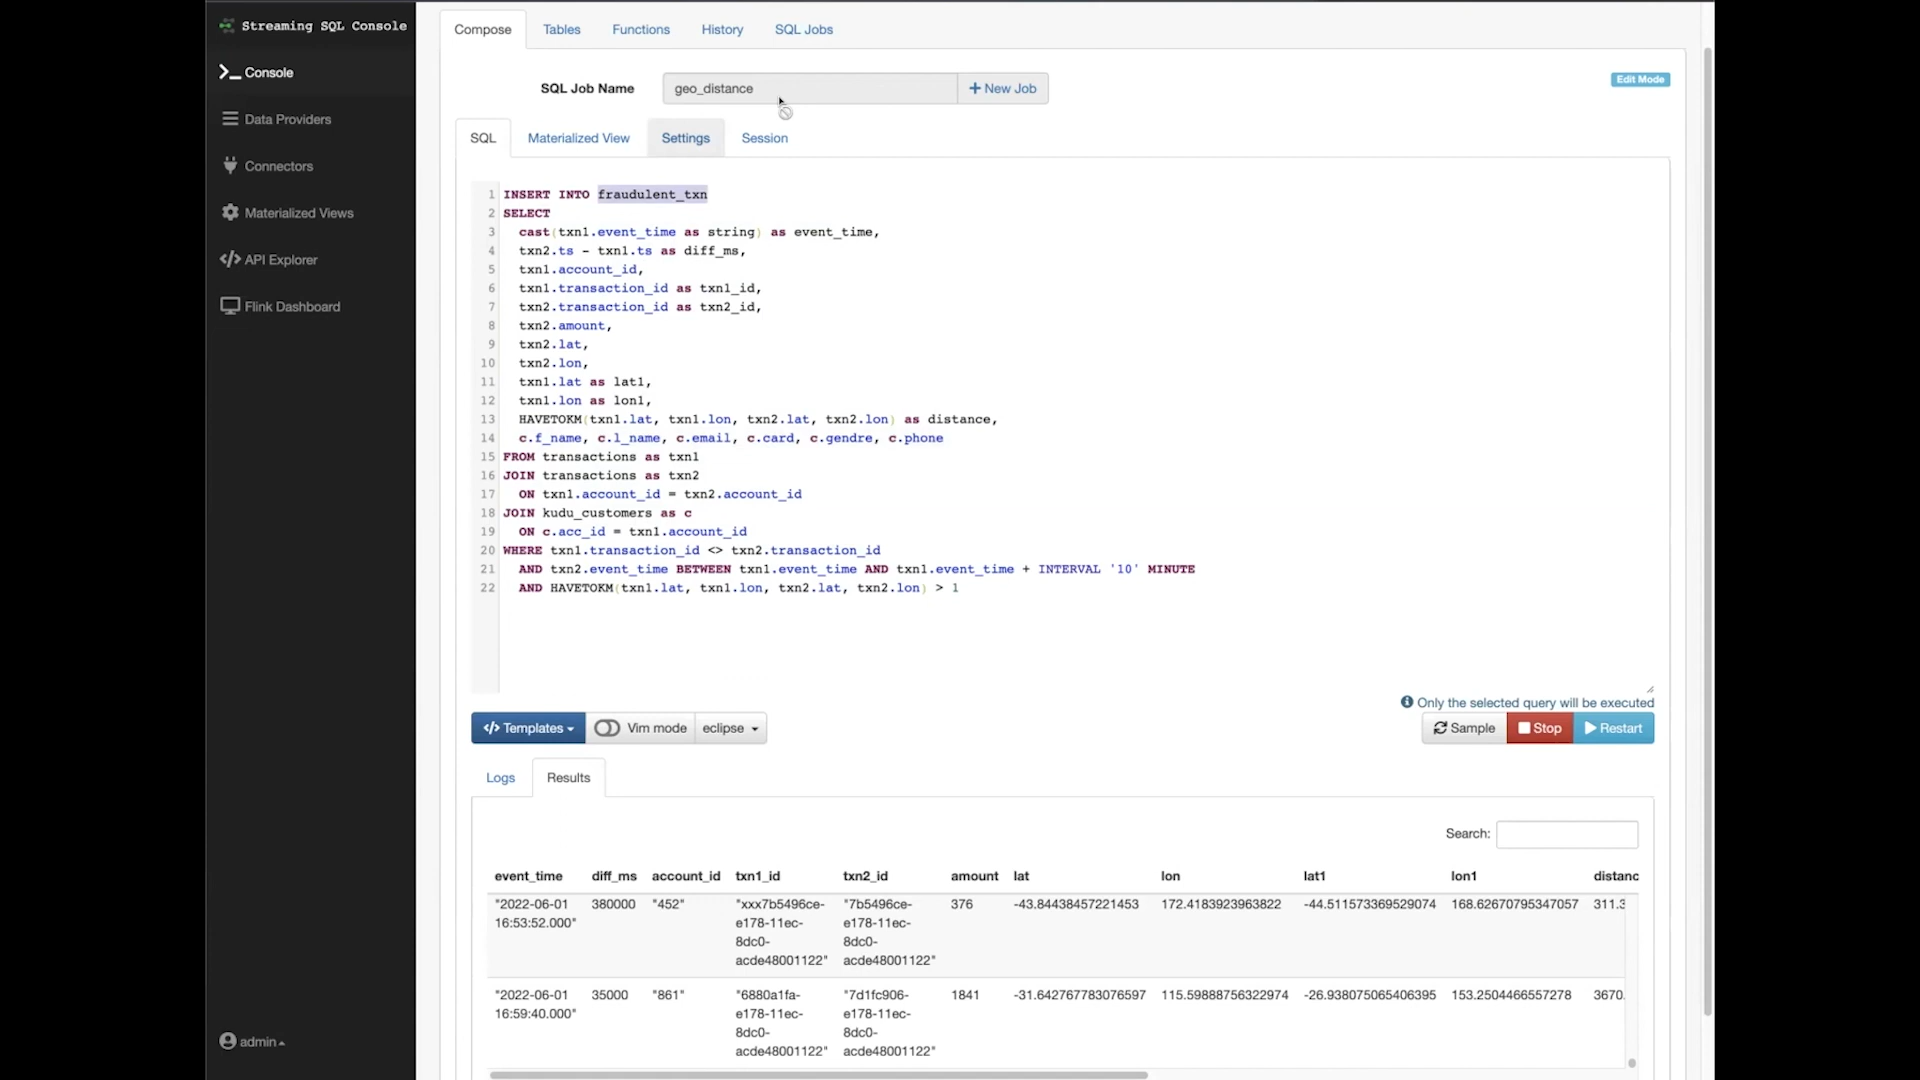 Streaming SQL Console
Console
Data Providers
Connectors
Materialized Views
API Explorer
Flink Dashboard
admin
Compose Tables Functions History SQL Jobs
SQL Job Name geo_distance + New Job
Edit Mode
SQL Materialized View Settings Session
1 INSERT INTO fraudulent_txn
2 SELECT
3 cast(txn1.event_time as string) as event_time,
4 txn2.ts - txn1.ts as diff_ms,
5 txn1.account_id,
6 txn1.transaction_id as txn1_id,
7 txn2.transaction_id as txn2_id,
8 txn2.amount,
9 txn2.lat,
10 txn2.lon,
11 txn1.lat as lat1,
12 txn1.lon as lon1,
13 HAVETOKM(txn1.lat, txn1.lon, txn2.lat, txn2.lon) as distance,
14 c.f_name, c.l_name, c.email, c.card, c.gendre, c.phone
15 FROM transactions as txn1
16 JOIN transactions as txn2
17 ON txn1.account_id = txn2.account_id
18 JOIN kudu_customers as c
19 ON c.acc_id = txn1.account_id
20 WHERE txn1.transaction_id <> txn2.transaction_id
21 AND txn2.event_time BETWEEN txn1.event_time AND txn1.event_time + INTERVAL '10' MINUTE
22 AND HAVETOKM(txn1.lat, txn1.lon, txn2.lat, txn2.lon) > 1
Only the selected query will be executed
</> Templates Vim mode eclipse Sample Stop Restart
Logs Results
Search:
event_time diff_ms account_id txn1_id txn2_id amount lat lon lat1 lon1 distanc
"2022-06-01 380000 "452" "xxx7b5496ce- "7b5496ce- 376 -43.84438457221453 172.4183923963822 -44.511573369529074 168.62670795347057 311.3
16:53:52.000" e178-11ec- e178-11ec-
8dc0- 8dc0-
acde48001122" acde48001122"
"2022-06-01 35000 "861" "6880a1fa- "7d1fc906- 1841 -31.642767783076597 115.59888756322974 -26.938075065406395 153.2504466557278 3670.
16:59:40.000" e178-11ec- e178-11ec-
8dc0- 8dc0-
acde48001122" acde48001122"